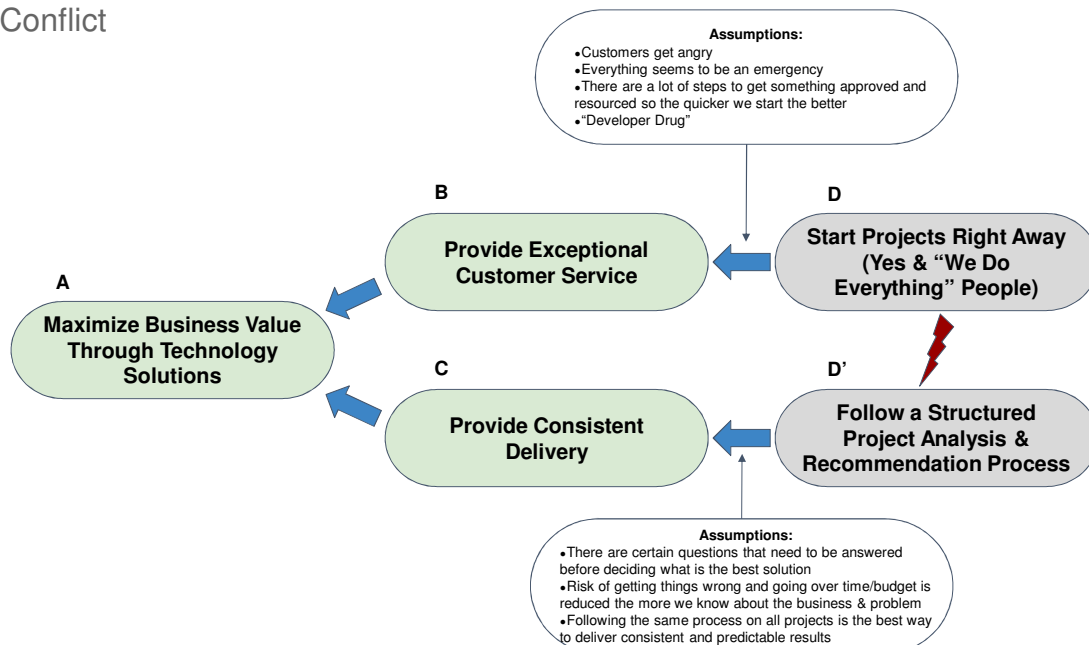 Conflict
Assumptions:
•Customers get angry
•Everything seems to be an emergency
•There are a lot of steps to get something approved and
resourced so the quicker we start the better
•“Developer Drug”
B
Provide Exceptional
Customer Service
D
Start Projects Right Away
(Yes & “We Do
Everything” People)
A
Maximize Business Value
Through Technology
Solutions
C
Provide Consistent
Delivery
D’
Follow a Structured
Project Analysis &
Recommendation Process
Assumptions:
•There are certain questions that need to be answered
before deciding what is the best solution
•Risk of getting things wrong and going over time/budget is
reduced the more we know about the business & problem
•Following the same process on all projects is the best way
to deliver consistent and predictable results